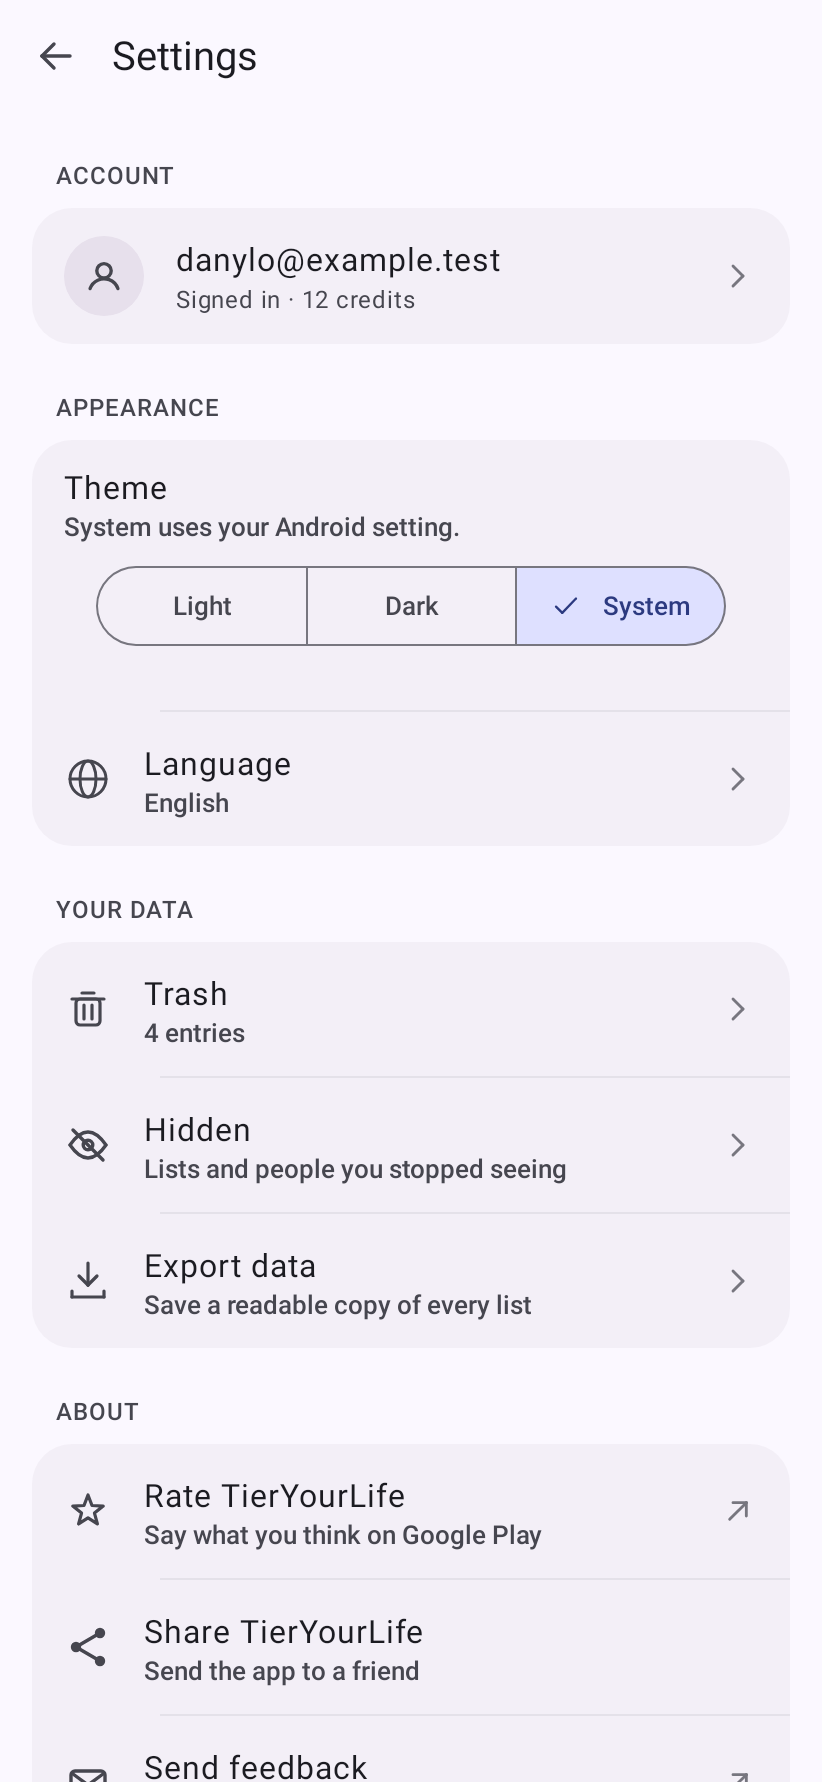 Settings
ACCOUNT
danylo@example.test
Signed in · 12 credits
APPEARANCE
Theme
System uses your Android setting.
Light
Dark
System
Language
English
YOUR DATA
Trash
4 entries
Hidden
Lists and people you stopped seeing
Export data
Save a readable copy of every list
ABOUT
Rate TierYourLife
Say what you think on Google Play
Share TierYourLife
Send the app to a friend
Send feedback